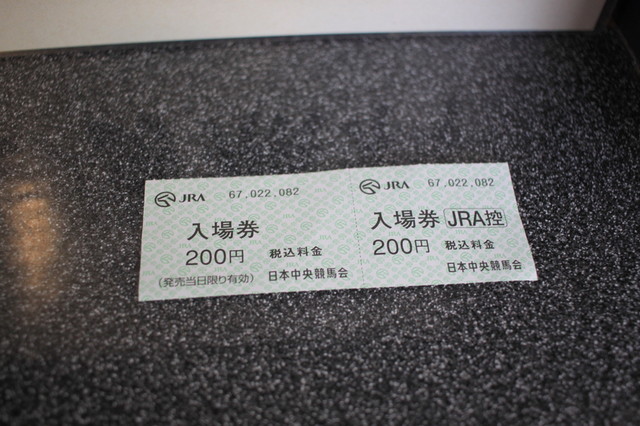 JRA 67,022,082
入場券
200円 税込料金
(発売当日限り有効) 日本中央競馬会
JRA 67,022,082
入場券 JRA控
200円 税込料金
日本中央競馬会